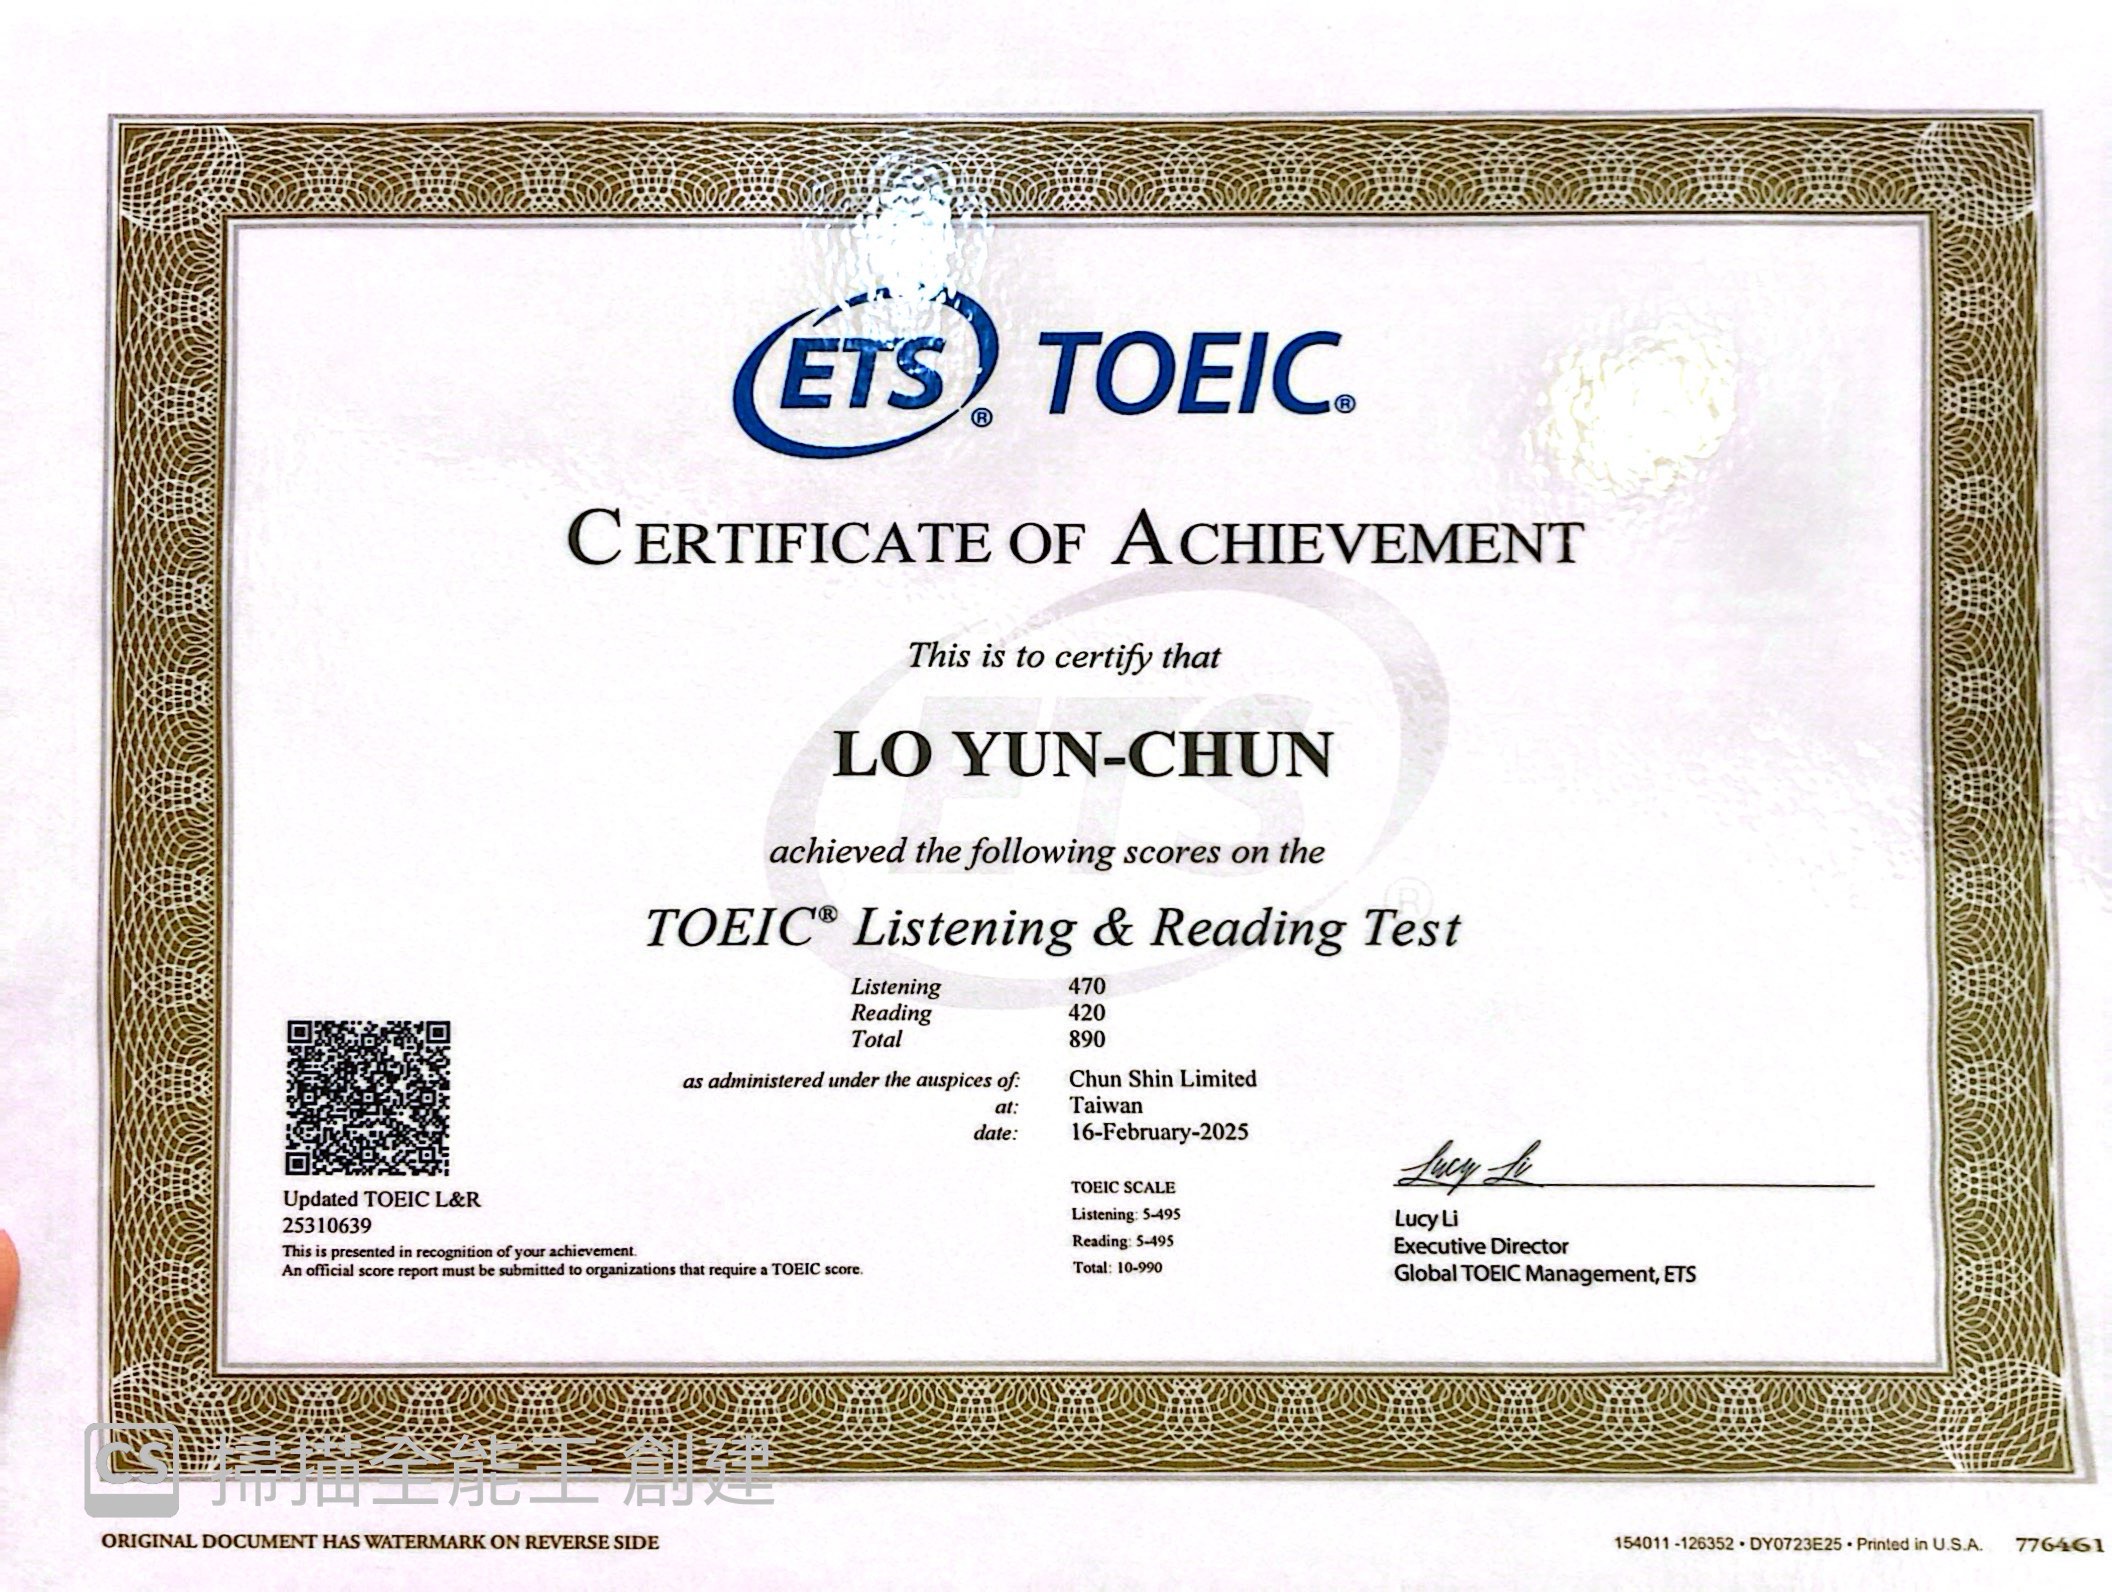 ETS® TOEIC®
CERTIFICATE OF ACHIEVEMENT
This is to certify that
LO YUN-CHUN
achieved the following scores on the
TOEIC® Listening & Reading Test
Listening 470
Reading 420
Total 890
as administered under the auspices of: Chun Shin Limited
at: Taiwan
date: 16-February-2025
Updated TOEIC L&R
25310639
This is presented in recognition of your achievement.
An official score report must be submitted to organizations that require a TOEIC score.
TOEIC SCALE
Listening: 5-495
Reading: 5-495
Total: 10-990
Lucy Li
Lucy Li
Executive Director
Global TOEIC Management, ETS
CS 掃描全能王 創建
ORIGINAL DOCUMENT HAS WATERMARK ON REVERSE SIDE
154011-126352 • DY0723E25 • Printed in U.S.A. 776461
ETS®